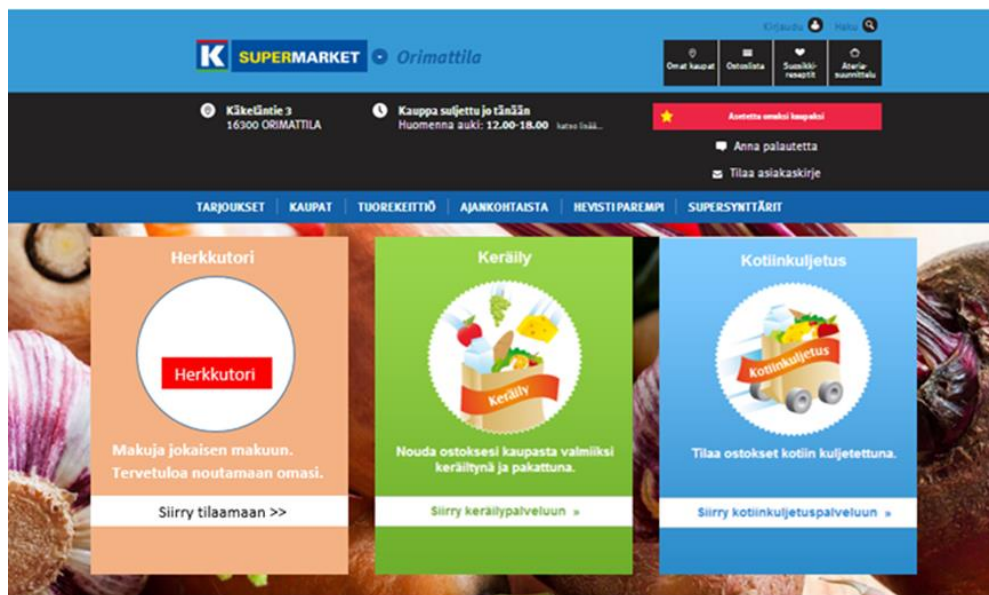 Kirjaudu
Haku
K SUPERMARKET Orimattila
Omat kaupat
Ostoslista
Suosikki-
reseptit
Ateria-
suunnittelu
Käkeläntie 3
16300 ORIMATTILA
Kauppa suljettu jo tänään
Huomenna auki: 12.00-18.00 katso lisää...
Asetettu omaksi kaupaksi
Anna palautetta
Tilaa asiakaskirje
TARJOUKSET KAUPAT TUOREKEITTIÖ AJANKOHTAISTA HEVISTI PAREMPI SUPERSYNTTÄRIT
Herkkutori
Herkkutori
Makuja jokaisen makuun.
Tervetuloa noutamaan omasi.
Siirry tilaamaan >>
Keräily
Keräily
Nouda ostoksesi kaupasta valmiiksi
keräiltynä ja pakattuna.
Siirry keräilypalveluun »
Kotiinkuljetus
Kotiinkuljetus
Tilaa ostokset kotiin kuljetettuna.
Siirry kotiinkuljetuspalveluun »